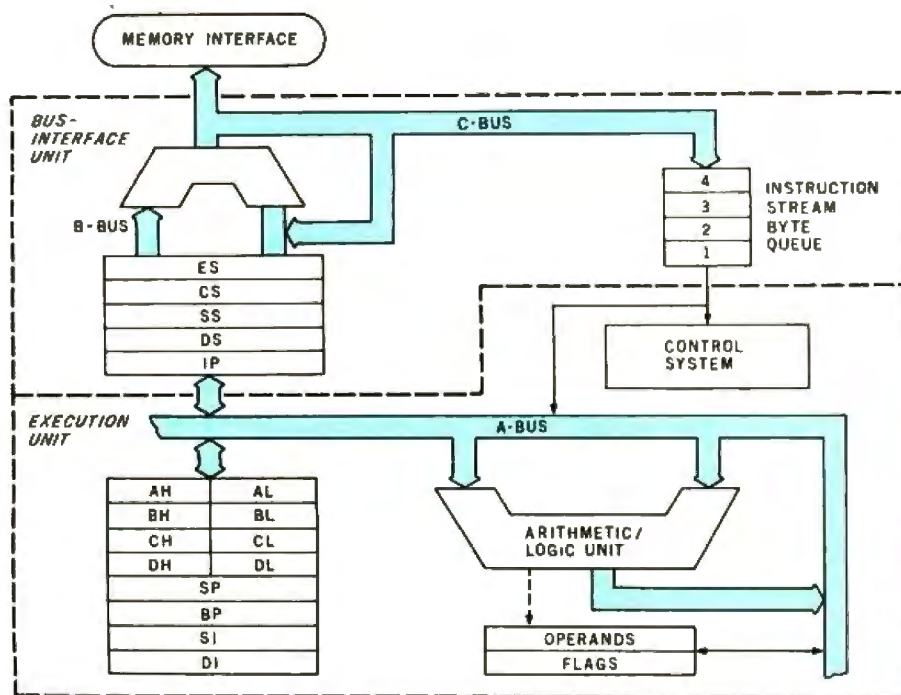 MEMORY INTERFACE
BUS-
INTERFACE
UNIT
C-BUS
B-BUS
4
3
2
1
INSTRUCTION
STREAM
BYTE
QUEUE
ES
CS
SS
DS
IP
CONTROL
SYSTEM
EXECUTION
UNIT
A-BUS
AH AL
BH BL
CH CL
DH DL
SP
BP
SI
DI
ARITHMETIC/
LOGIC UNIT
OPERANDS
FLAGS